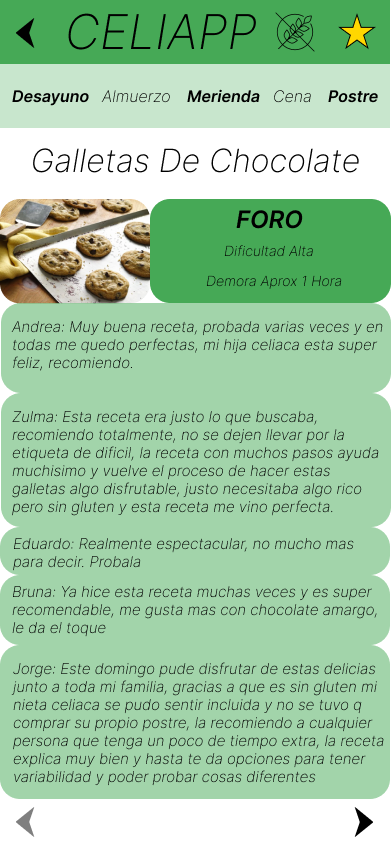 CELIAPP
Desayuno Almuerzo Merienda Cena Postre
Galletas De Chocolate
FORO
Dificultad Alta
Demora Aprox 1 Hora
Andrea: Muy buena receta, probada varias veces y en
todas me quedo perfectas, mi hija celiaca esta super
feliz, recomiendo.
Zulma: Esta receta era justo lo que buscaba,
recomiendo totalmente, no se dejen llevar por la
etiqueta de dificil, la receta con muchos pasos ayuda
muchisimo y vuelve el proceso de hacer estas
galletas algo disfrutable, justo necesitaba algo rico
pero sin gluten y esta receta me vino perfecta.
Eduardo: Realmente espectacular, no mucho mas
para decir. Probala
Bruna: Ya hice esta receta muchas veces y es super
recomendable, me gusta mas con chocolate amargo,
le da el toque
Jorge: Este domingo pude disfrutar de estas delicias
junto a toda mi familia, gracias a que es sin gluten mi
nieta celiaca se pudo sentir incluida y no se tuvo q
comprar su propio postre, la recomiendo a cualquier
persona que tenga un poco de tiempo extra, la receta
explica muy bien y hasta te da opciones para tener
variabilidad y poder probar cosas diferentes